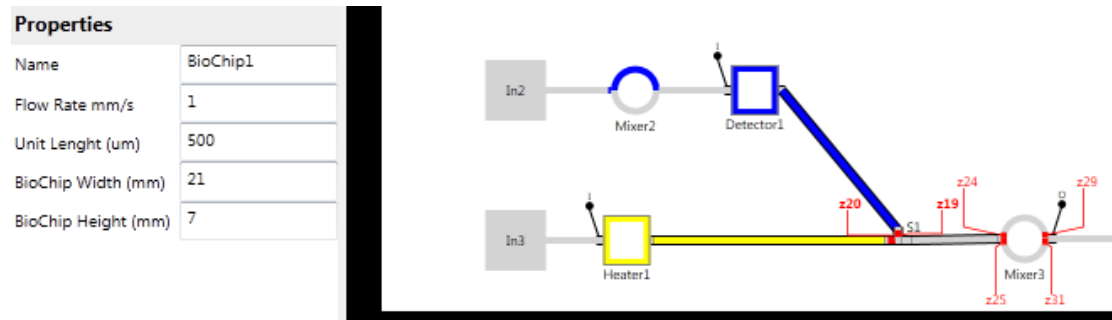 Properties
Name BioChip1
Flow Rate mm/s 1
Unit Lenght (um) 500
BioChip Width (mm) 21
BioChip Height (mm) 7
I
In2
Mixer2
Detector1
I
z20
z19
z24
z29
O
S1
In3
Heater1
Mixer3
z25
z31